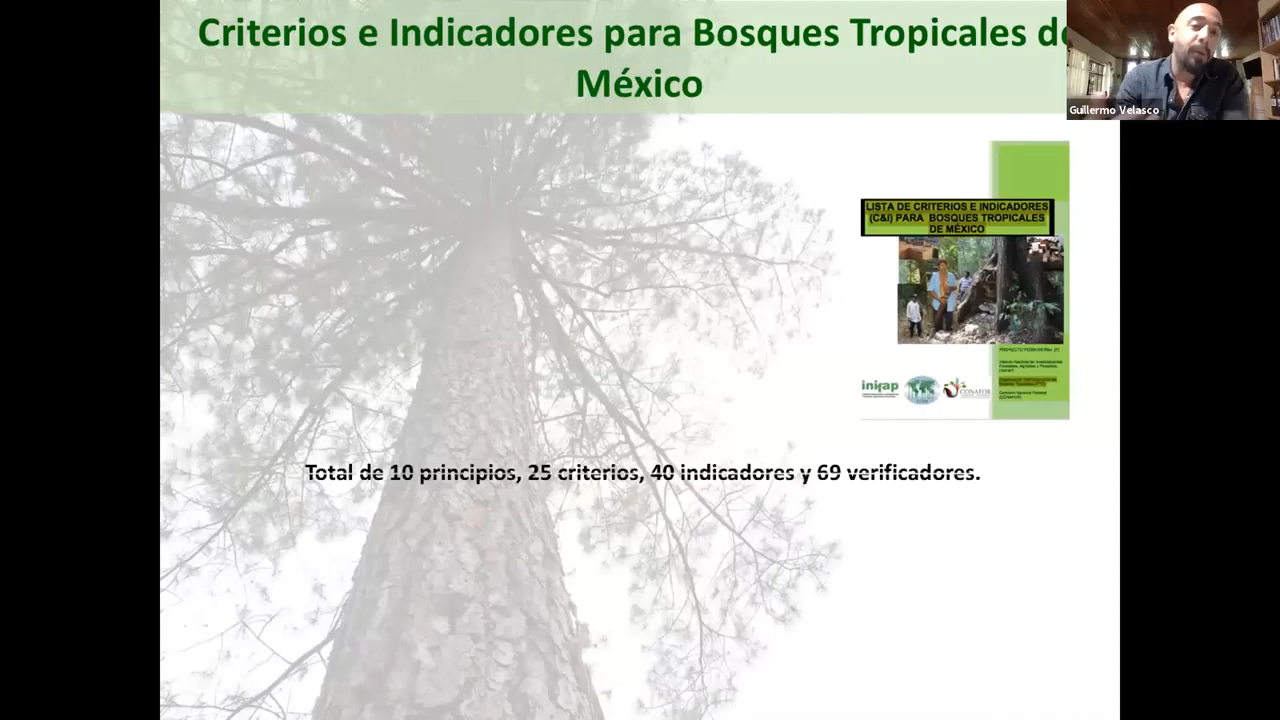 Criterios e Indicadores para Bosques Tropicales de
México
Guillermo Velasco
LISTA DE CRITERIOS E INDICADORES
(C&I) PARA BOSQUES TROPICALES
DE MÉXICO
inifap
CONAFOR
Total de 10 principios, 25 criterios, 40 indicadores y 69 verificadores.